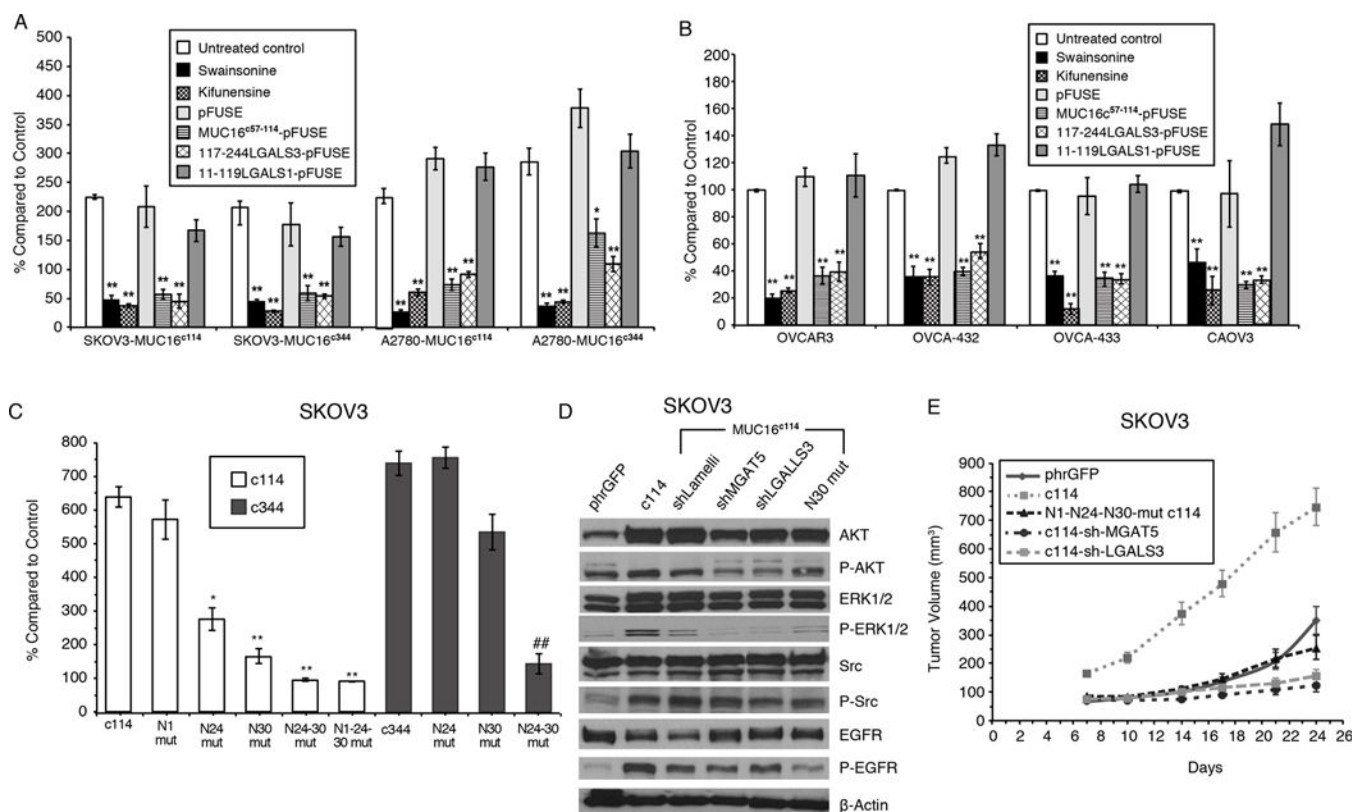 A
500
450
400
350
300
250
200
150
100
50
0
% Compared to Control
Untreated control
Swainsonine
Kifunensine
pFUSE
MUC16c57-114-pFUSE
117-244LGALS3-pFUSE
11-119LGALS1-pFUSE
** ** ** **
** ** ** **
** ** ** **
** ** * **
SKOV3-MUC16c114 SKOV3-MUC16c344 A2780-MUC16c114 A2780-MUC16c344
B
200
180
160
140
120
100
80
60
40
20
0
% Compared to Control
Untreated control
Swainsonine
Kifunensine
pFUSE
MUC16c57-114-pFUSE
117-244LGALS3-pFUSE
11-119LGALS1-pFUSE
** ** ** **
** ** ** **
** ** ** **
** ** ** **
OVCAR3 OVCA-432 OVCA-433 CAOV3
C
SKOV3
800
700
600
500
400
300
200
100
0
% Compared to Control
c114
c344
* ** ** ** ##
c114 N1 mut N24 mut N30 mut N24-30 mut N1-24-30 mut c344 N24 mut N30 mut N24-30 mut
D
SKOV3
MUC16c114
phrGFP c114 shLamelli shMGAT5 shLGALLS3 N30 mut
AKT
P-AKT
ERK1/2
P-ERK1/2
Src
P-Src
EGFR
P-EGFR
β-Actin
E
SKOV3
900
800
700
600
500
400
300
200
100
0
Tumor Volume (mm3)
phrGFP
c114
N1-N24-N30-mut c114
c114-sh-MGAT5
c114-sh-LGALS3
0 2 4 6 8 10 12 14 16 18 20 22 24 26
Days